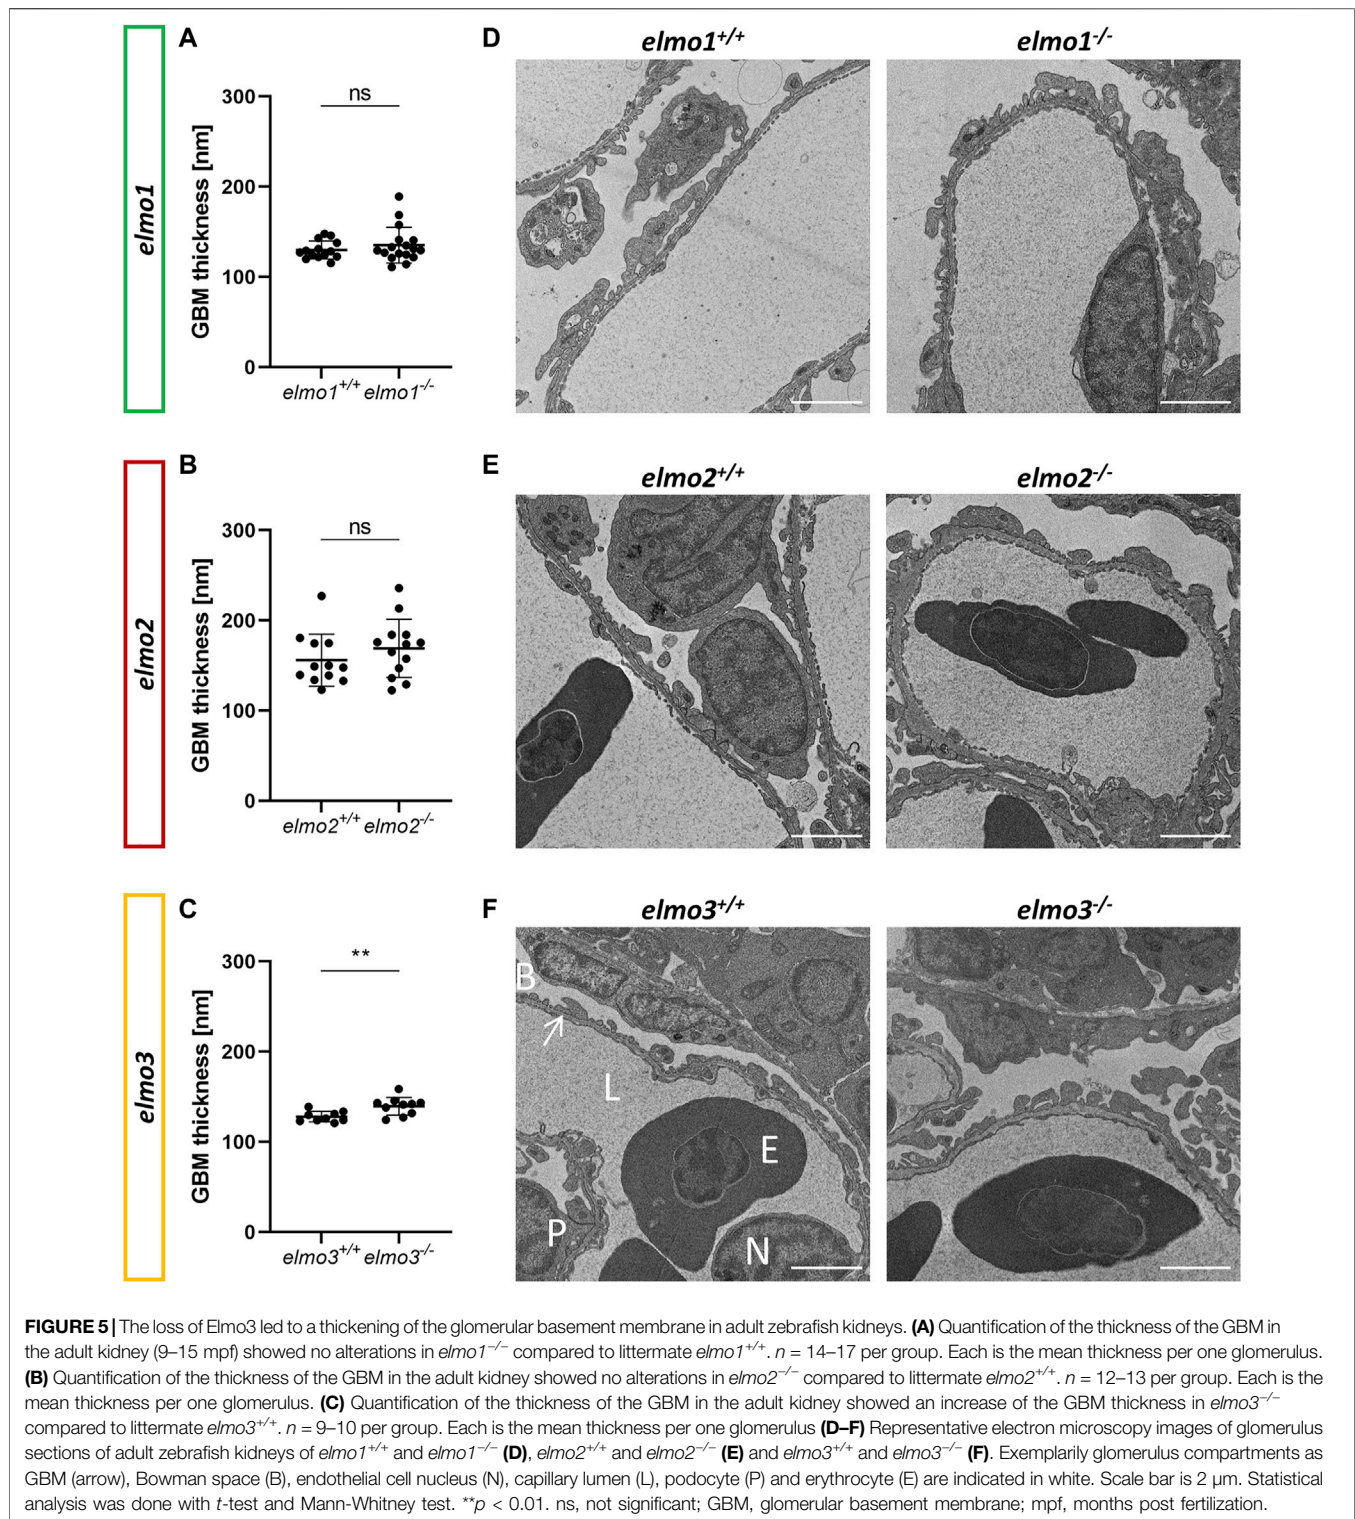 elmo1
A
ns
300
200
100
0
GBM thickness [nm]
elmo1+/+ elmo1-/-
D
elmo1+/+
elmo1-/-
elmo2
B
ns
300
200
100
0
GBM thickness [nm]
elmo2+/+ elmo2-/-
E
elmo2+/+
elmo2-/-
elmo3
C
**
300
200
100
0
GBM thickness [nm]
elmo3+/+ elmo3-/-
F
elmo3+/+
elmo3-/-
B
L
E
P
N
FIGURE 5 | The loss of Elmo3 led to a thickening of the glomerular basement membrane in adult zebrafish kidneys. (A) Quantification of the thickness of the GBM in
the adult kidney (9–15 mpf) showed no alterations in elmo1−/− compared to littermate elmo1+/+. n = 14–17 per group. Each is the mean thickness per one glomerulus.
(B) Quantification of the thickness of the GBM in the adult kidney showed no alterations in elmo2−/− compared to littermate elmo2+/+. n = 12–13 per group. Each is the
mean thickness per one glomerulus. (C) Quantification of the thickness of the GBM in the adult kidney showed an increase of the GBM thickness in elmo3−/−
compared to littermate elmo3+/+. n = 9–10 per group. Each is the mean thickness per one glomerulus (D–F) Representative electron microscopy images of glomerulus
sections of adult zebrafish kidneys of elmo1+/+ and elmo1−/− (D), elmo2+/+ and elmo2−/− (E) and elmo3+/+ and elmo3−/− (F). Exemplarily glomerulus compartments as
GBM (arrow), Bowman space (B), endothelial cell nucleus (N), capillary lumen (L), podocyte (P) and erythrocyte (E) are indicated in white. Scale bar is 2 µm. Statistical
analysis was done with t-test and Mann-Whitney test. **p < 0.01. ns, not significant; GBM, glomerular basement membrane; mpf, months post fertilization.